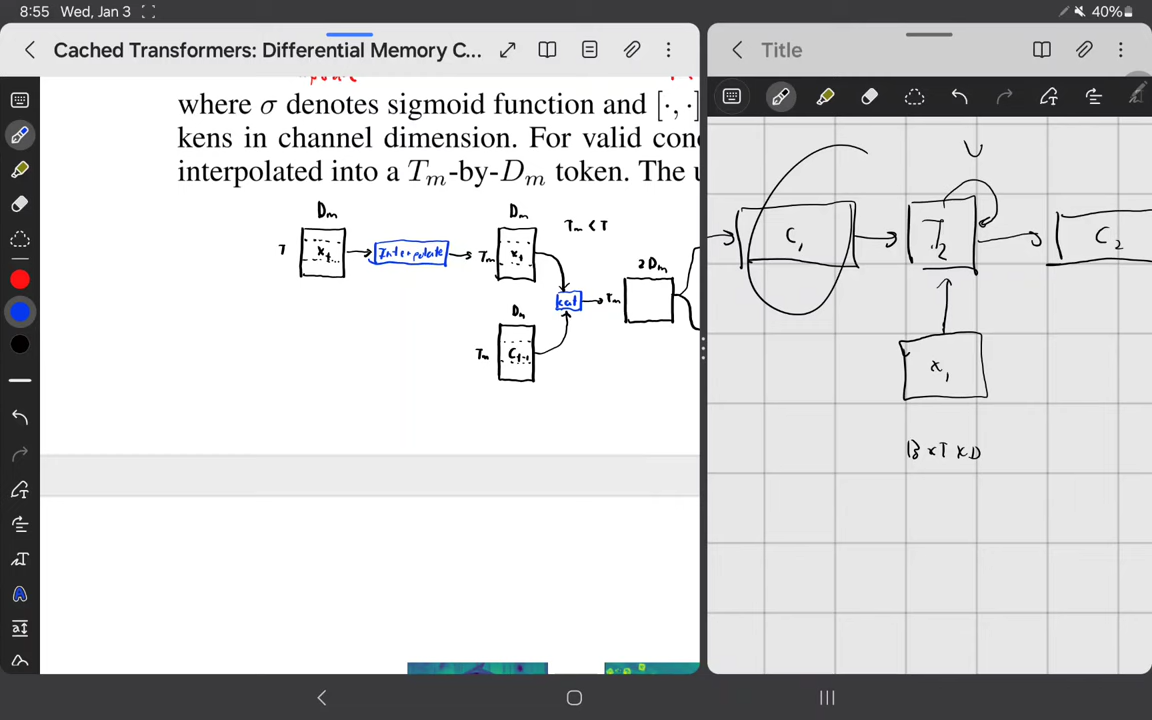 8:55 Wed, Jan 3
40%
Cached Transformers: Differential Memory C...
Title
where σ denotes sigmoid function and [·, ·]
kens in channel dimension. For valid con
interpolated into a Tm-by-Dm token. The u
Dm
Dm
Tm < T
T
xt
Interpolate
Tm
xt
2Dm
cat
Tm
Dm
Tm
Ct-1
C1
C2
x1
B×T×D